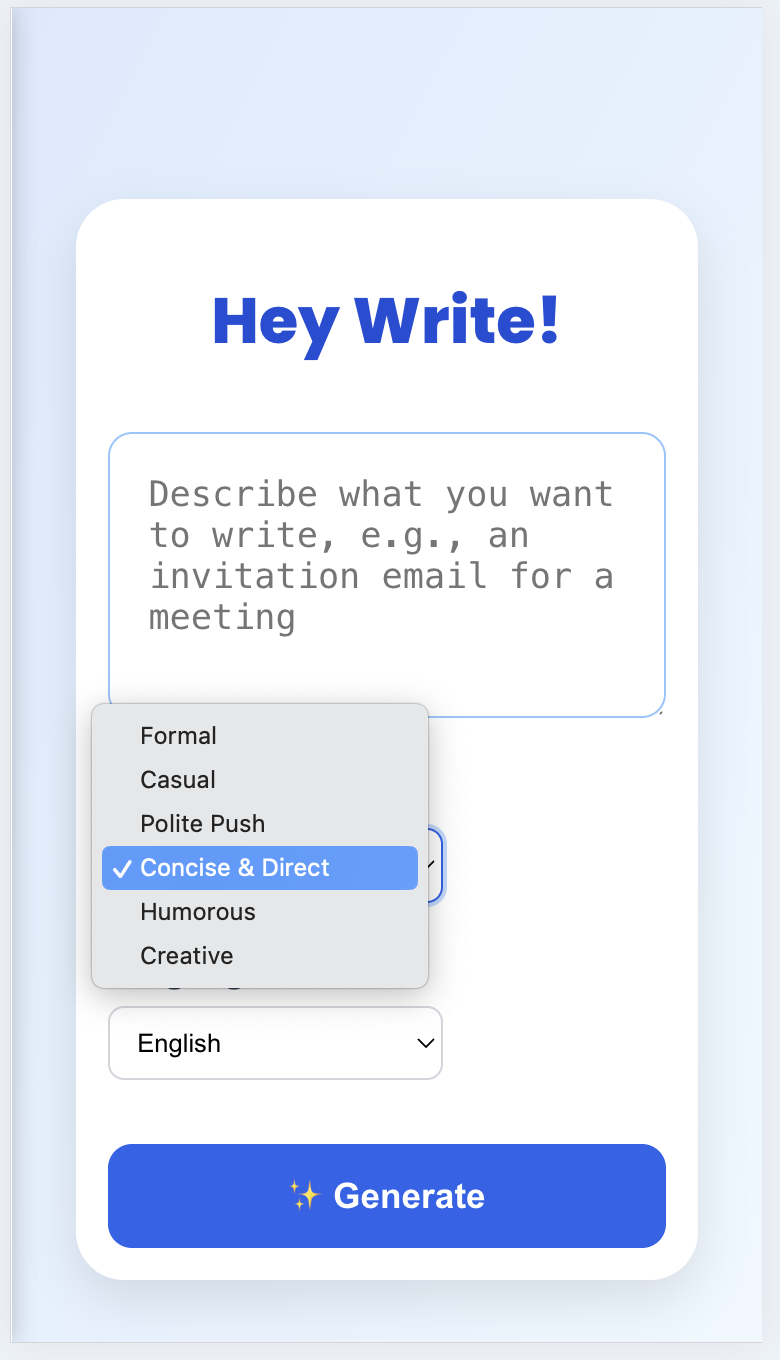 Hey Write!
Describe what you want
to write, e.g., an
invitation email for a
meeting
Formal
Casual
Polite Push
✓ Concise & Direct
Humorous
Creative
English
✨ Generate